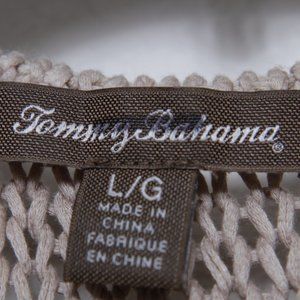 Tommy Bahama®
L/G
MADE IN
CHINA
FABRIQUÉ
EN CHINE